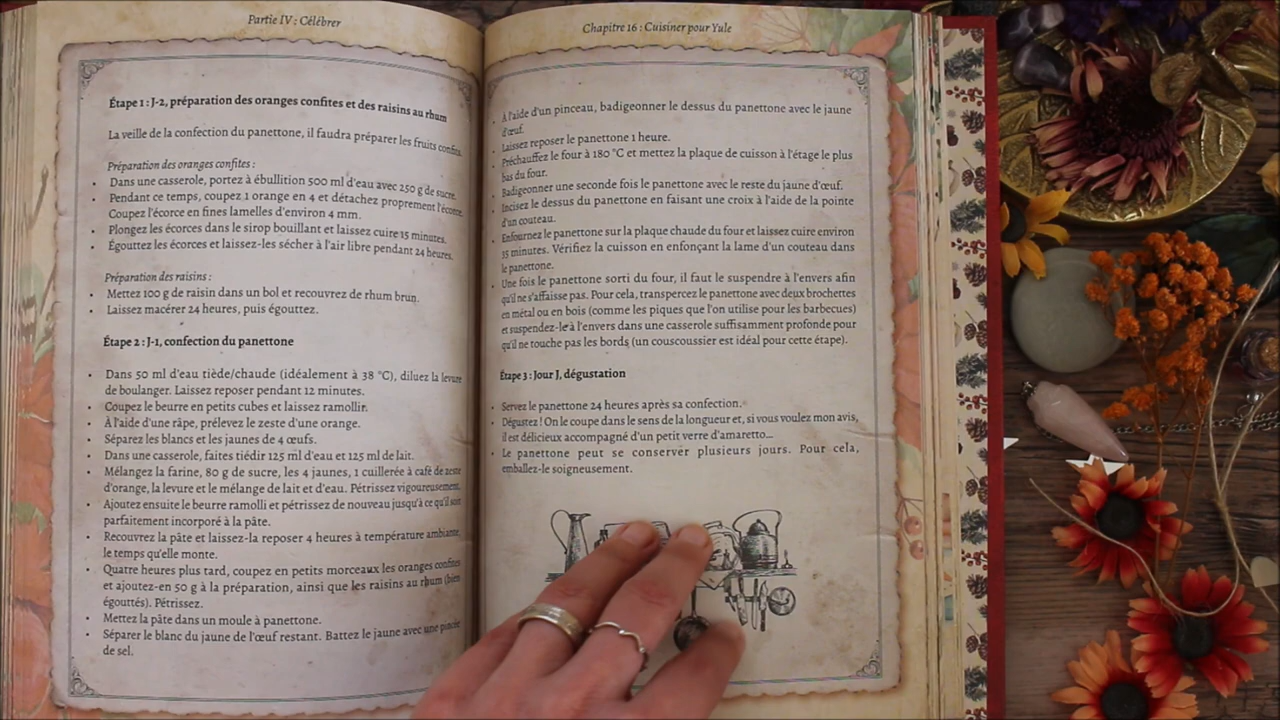 Partie IV : Célébrer
Étape 1 : J-2, préparation des oranges confites et des raisins au rhum
La veille de la confection du panettone, il faudra préparer les fruits confits.
Préparation des oranges confites :
• Dans une casserole, portez à ébullition 500 ml d'eau avec 250 g de sucre.
• Pendant ce temps, coupez 1 orange en 4 et détachez proprement l'écorce.
Coupez l'écorce en fines lamelles d'environ 4 mm.
• Plongez les écorces dans le sirop bouillant et laissez cuire 15 minutes.
• Égouttez les écorces et laissez-les sécher à l'air libre pendant 24 heures.
Préparation des raisins :
• Mettez 100 g de raisin dans un bol et recouvrez de rhum brun.
• Laissez macérer 24 heures, puis égouttez.
Étape 2 : J-1, confection du panettone
• Dans 50 ml d'eau tiède/chaude (idéalement à 38 °C), diluez la levure
de boulanger. Laissez reposer pendant 12 minutes.
• Coupez le beurre en petits cubes et laissez ramollir.
• À l'aide d'une râpe, prélevez le zeste d'une orange.
• Séparez les blancs et les jaunes de 4 œufs.
• Dans une casserole, faites tiédir 125 ml d'eau et 125 ml de lait.
• Mélangez la farine, 80 g de sucre, les 4 jaunes, 1 cuillerée à café de zeste
d'orange, la levure et le mélange de lait et d'eau. Pétrissez vigoureusement.
• Ajoutez ensuite le beurre ramolli et pétrissez de nouveau jusqu'à ce qu'il soit
parfaitement incorporé à la pâte.
• Recouvrez la pâte et laissez-la reposer 4 heures à température ambiante,
le temps qu'elle monte.
• Quatre heures plus tard, coupez en petits morceaux les oranges confites
et ajoutez-en 50 g à la préparation, ainsi que les raisins au rhum (bien
égouttés). Pétrissez.
• Mettez la pâte dans un moule à panettone.
• Séparer le blanc du jaune de l'œuf restant. Battez le jaune avec une pincée
de sel.
Chapitre 16 : Cuisiner pour Yule
• À l'aide d'un pinceau, badigeonner le dessus du panettone avec le jaune
d'œuf.
• Laissez reposer le panettone 1 heure.
• Préchauffez le four à 180 °C et mettez la plaque de cuisson à l'étage le plus
bas du four.
• Badigeonner une seconde fois le panettone avec le reste du jaune d'œuf.
• Incisez le dessus du panettone en faisant une croix à l'aide de la pointe
d'un couteau.
• Enfournez le panettone sur la plaque chaude du four et laissez cuire environ
35 minutes. Vérifiez la cuisson en enfonçant la lame d'un couteau dans
le panettone.
• Une fois le panettone sorti du four, il faut le suspendre à l'envers afin
qu'il ne s'affaisse pas. Pour cela, transpercez le panettone avec deux brochettes
en métal ou en bois (comme les piques que l'on utilise pour les barbecues)
et suspendez-le à l'envers dans une casserole suffisamment profonde pour
qu'il ne touche pas les bords (un couscoussier est idéal pour cette étape).
Étape 3 : Jour J, dégustation
• Servez le panettone 24 heures après sa confection.
• Dégustez ! On le coupe dans le sens de la longueur et, si vous voulez mon avis,
il est délicieux accompagné d'un petit verre d'amaretto...
• Le panettone peut se conserver plusieurs jours. Pour cela,
emballez-le soigneusement.